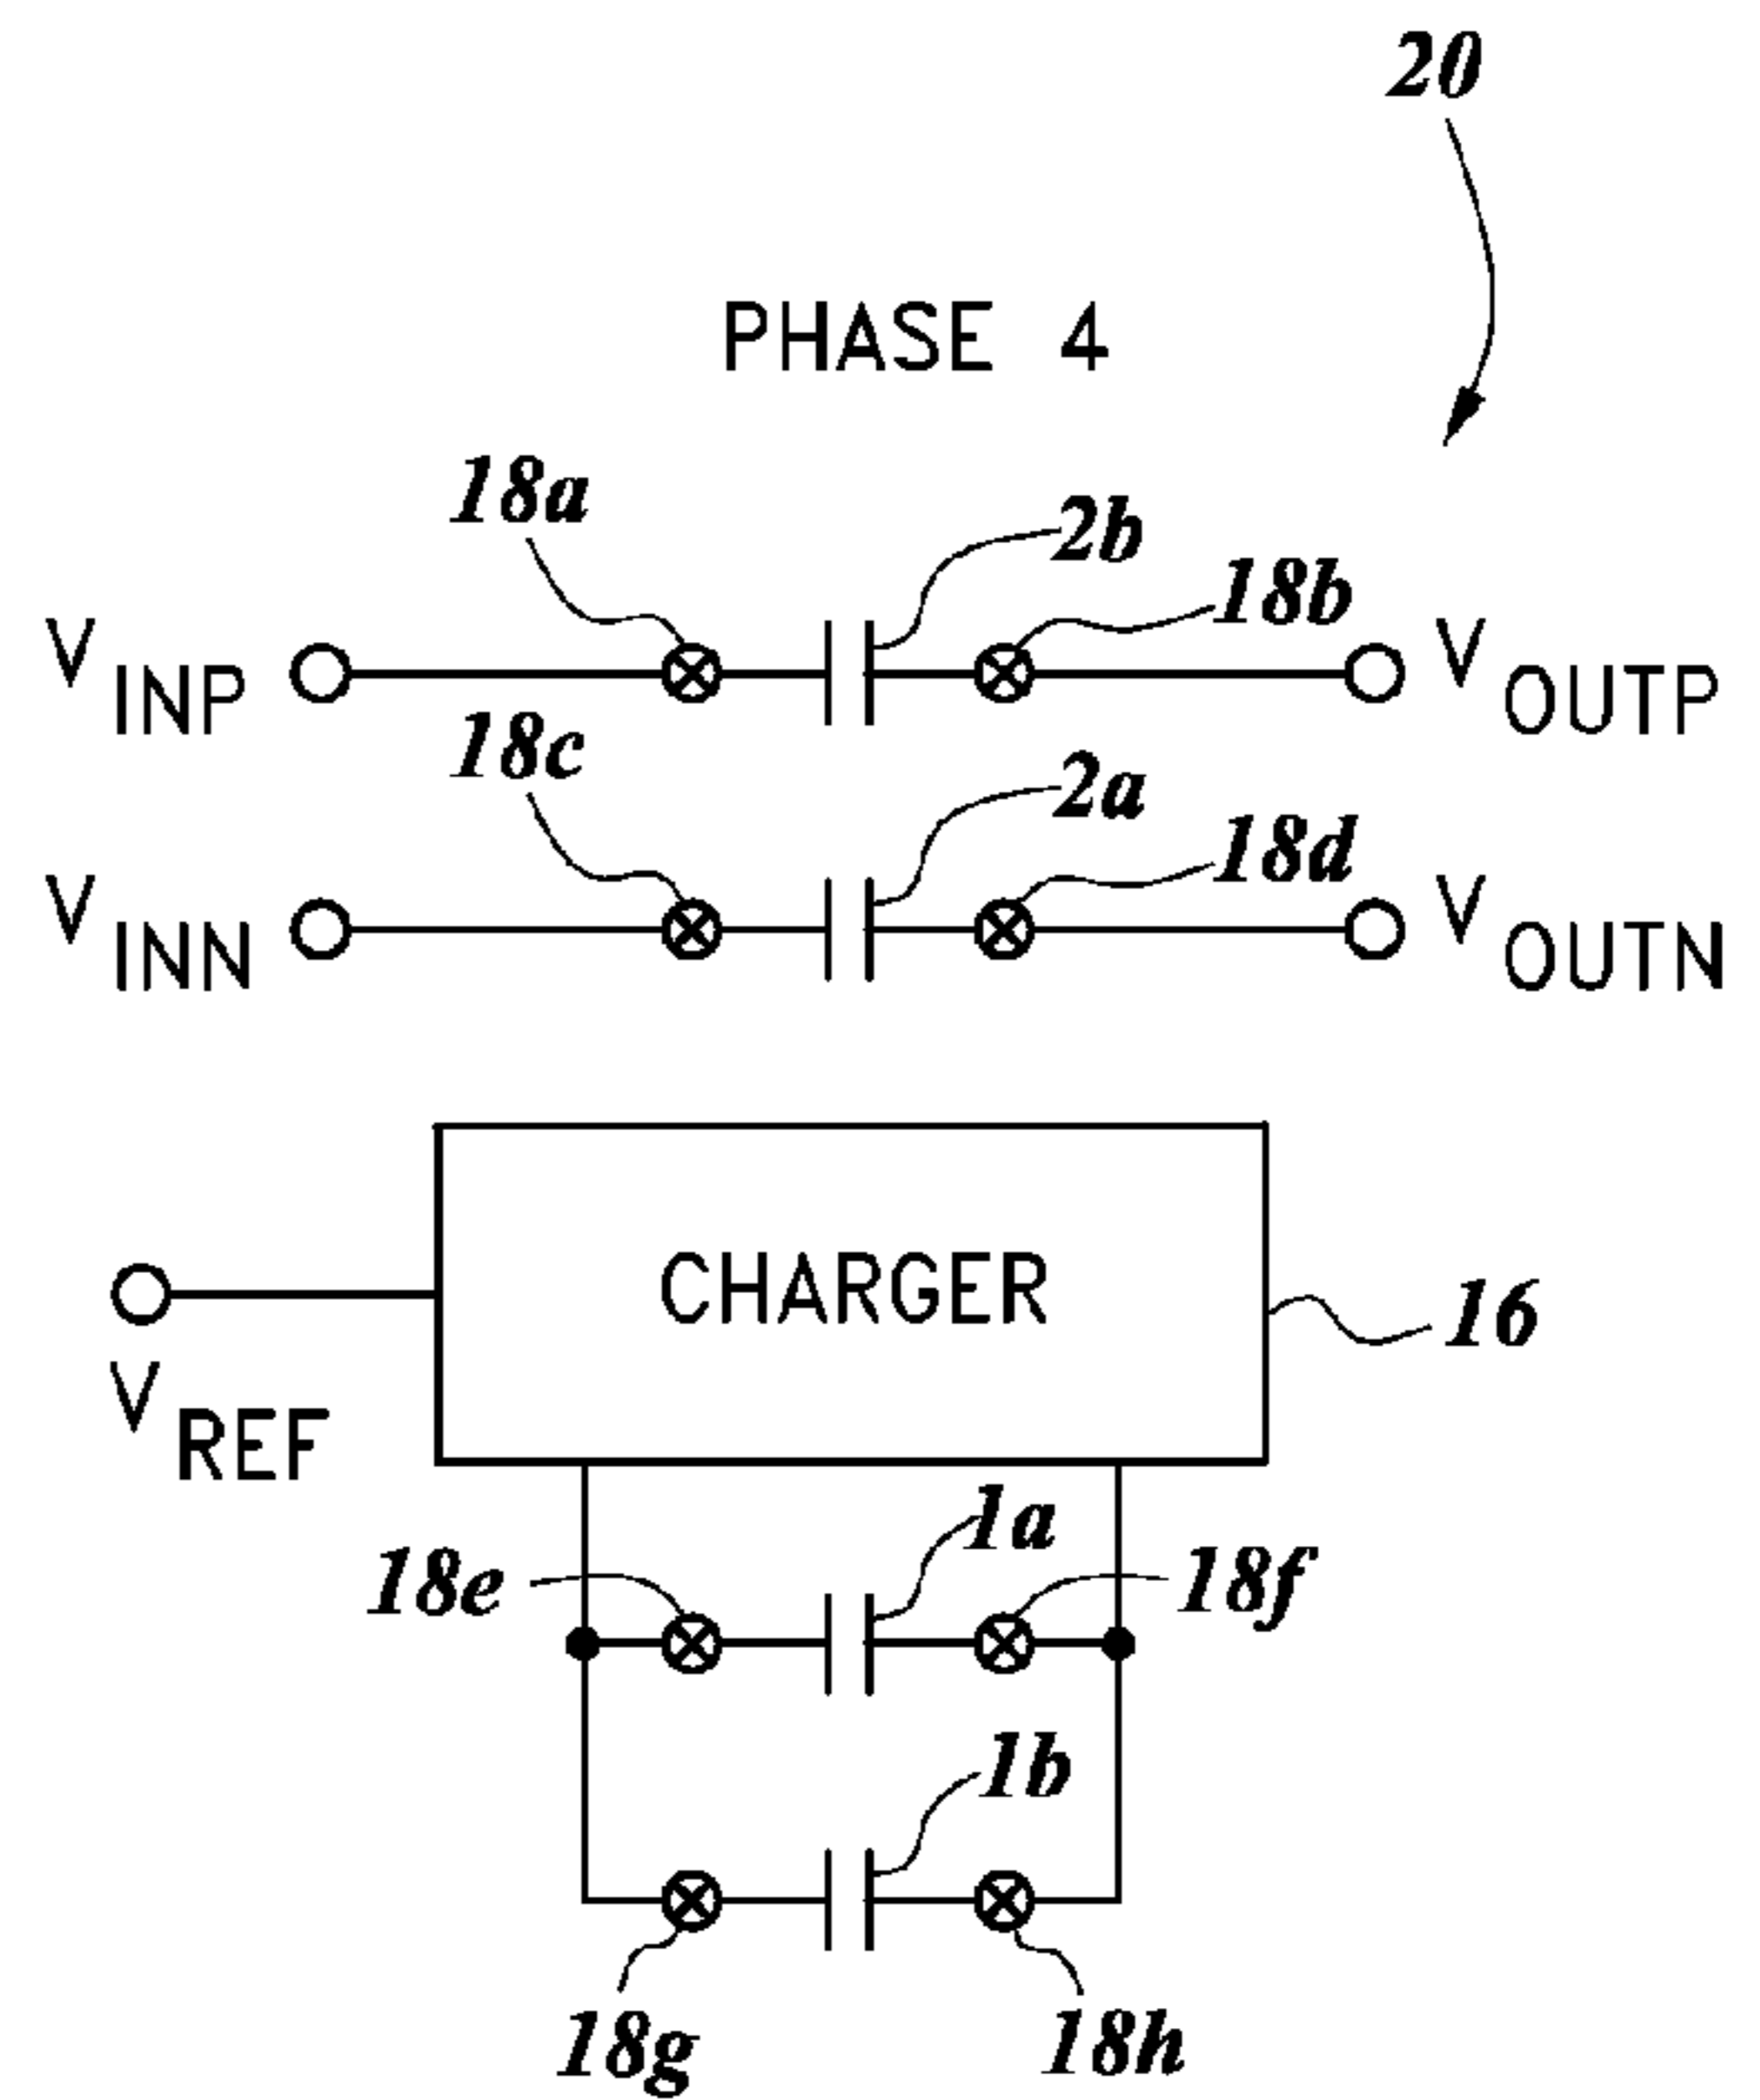 20
PHASE 4
18a
2b
18b
VINP
VOUTP
18c
2a
18d
VINN
VOUTN
CHARGER
16
VREF
1a
18e
18f
1b
18g
18h